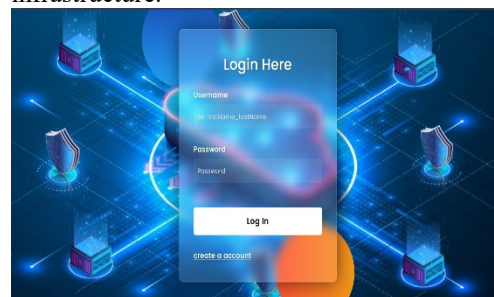 infrastructure.
Login Here
Username
ex:firstName_lastName
Password
Password
Log In
create a account